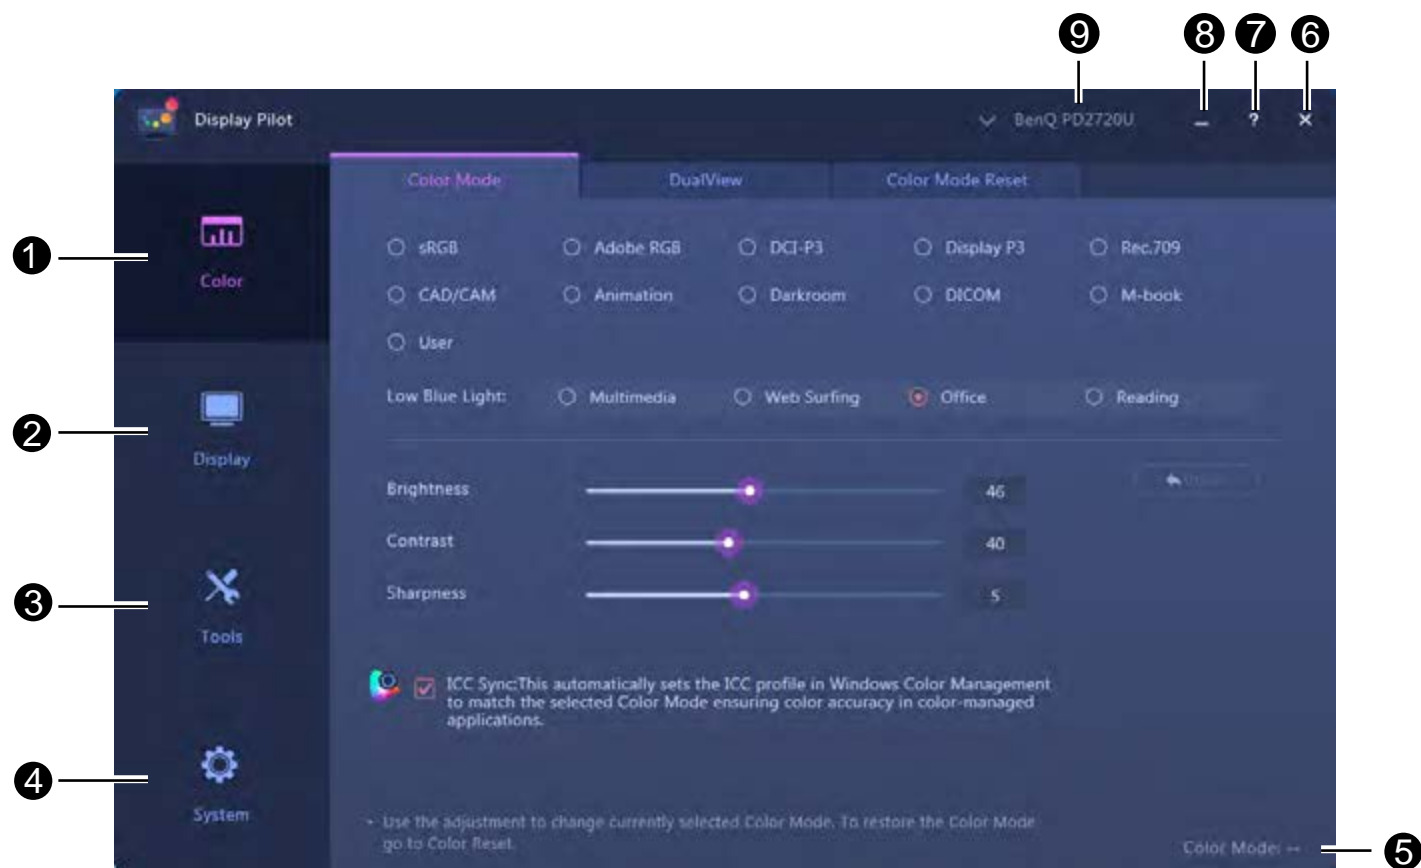 9 8 7 6
Display Pilot
BenQ PD2720U
?
Color Mode DualView Color Mode Reset
1
Color
sRGB Adobe RGB DCI-P3 Display P3 Rec.709
CAD/CAM Animation Darkroom DICOM M-book
User
Low Blue Light: Multimedia Web Surfing Office Reading
2
Display
Brightness 46
Contrast 40
Sharpness 5
3
Tools
ICC Sync:This automatically sets the ICC profile in Windows Color Management
to match the selected Color Mode ensuring color accuracy in color-managed
applications.
4
System
• Use the adjustment to change currently selected Color Mode. To restore the Color Mode
go to Color Reset.
Color Mode: --
5